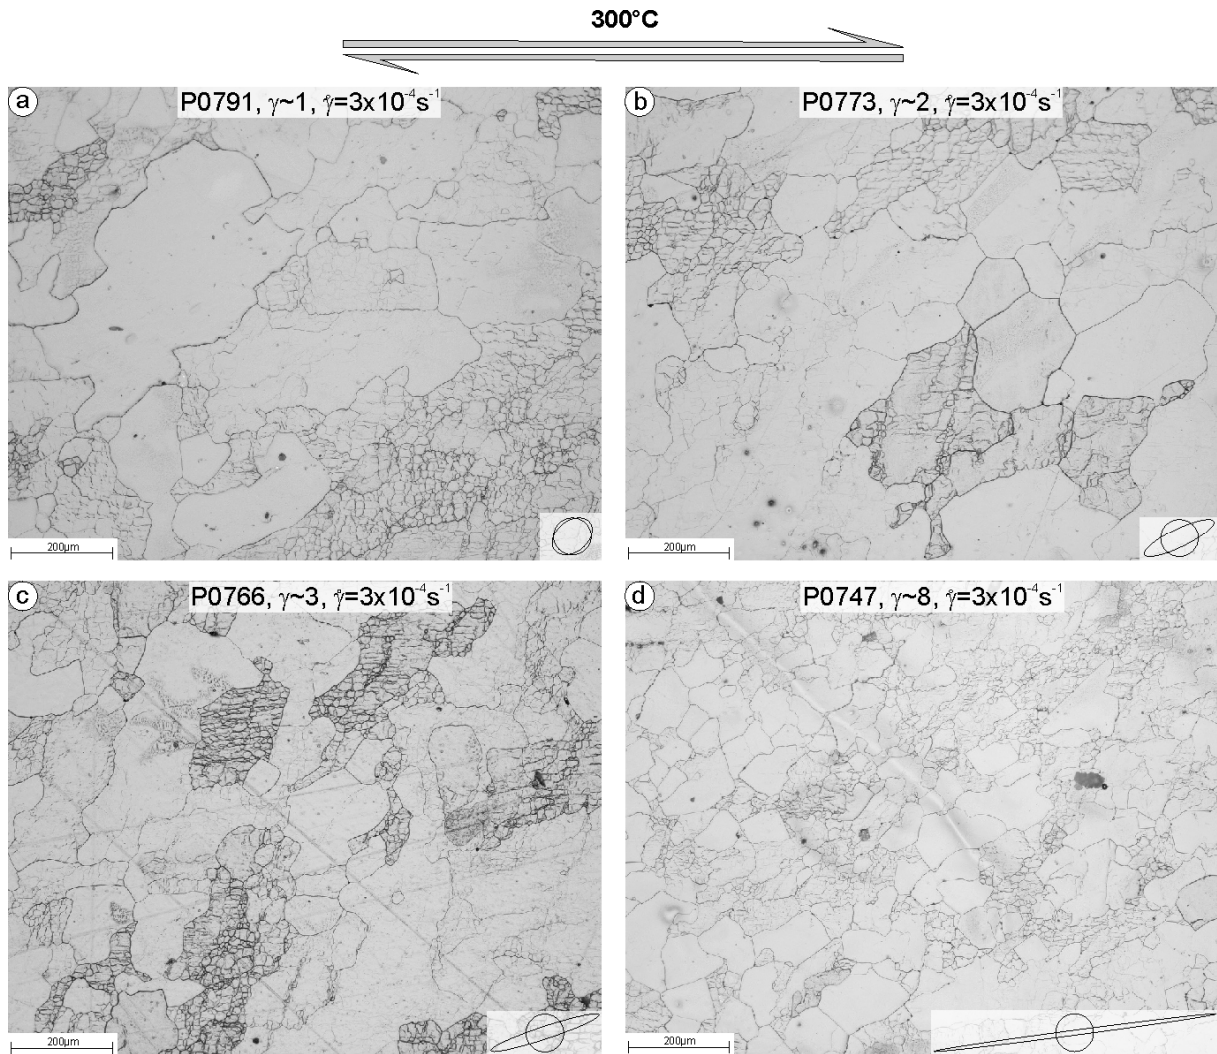 300°C
a
P0791, γ~1, γ̊=3x10⁻⁴s⁻¹
b
P0773, γ~2, γ̊=3x10⁻⁴s⁻¹
200µm
200µm
c
P0766, γ~3, γ̊=3x10⁻⁴s⁻¹
d
P0747, γ~8, γ̊=3x10⁻⁴s⁻¹
200µm
200µm